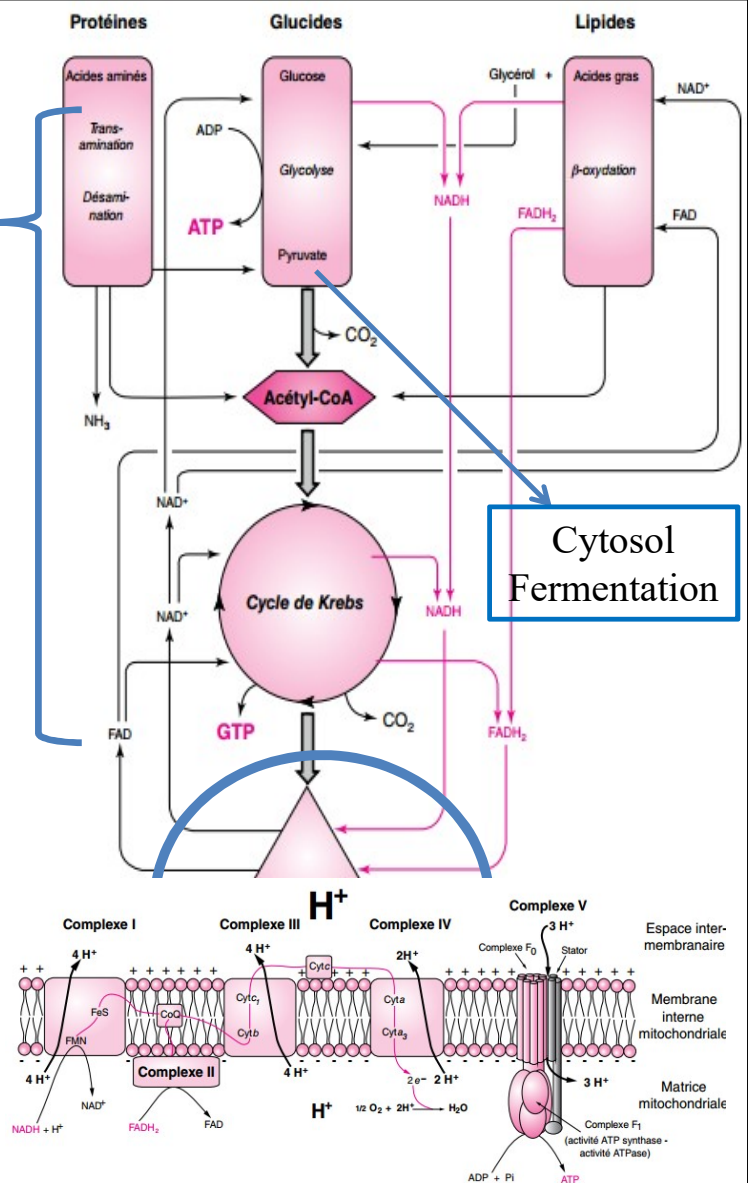 Protéines
Glucides
Lipides
Acides aminés
Trans-
amination
Désami-
nation
Glucose
ADP
Glycolyse
ATP
Pyruvate
Glycérol +
Acides gras
β-oxydation
NAD⁺
NADH
FADH₂
FAD
CO₂
Acétyl-CoA
NH₃
NAD⁺
Cytosol
Fermentation
Cycle de Krebs
NAD⁺
NADH
FAD
GTP
CO₂
FADH₂
H⁺
Complexe I
Complexe III
Complexe IV
Complexe V
4 H⁺
4 H⁺
2H⁺
3 H⁺
Complexe F₀
Stator
Espace inter-
membranaire
Cytc
FeS
CoQ
Cytc₁
Cyta
FMN
Cytb
Cyta₃
Membrane
interne
mitochondriale
4 H⁺
Complexe II
4 H⁺
2e⁻
2 H⁺
3 H⁺
Matrice
mitochondriale
NAD⁺
H⁺
1/2 O₂ + 2H⁺
H₂O
NADH + H⁺
FADH₂
FAD
Complexe F₁
(activité ATP synthase -
activité ATPase)
ADP + Pi
ATP